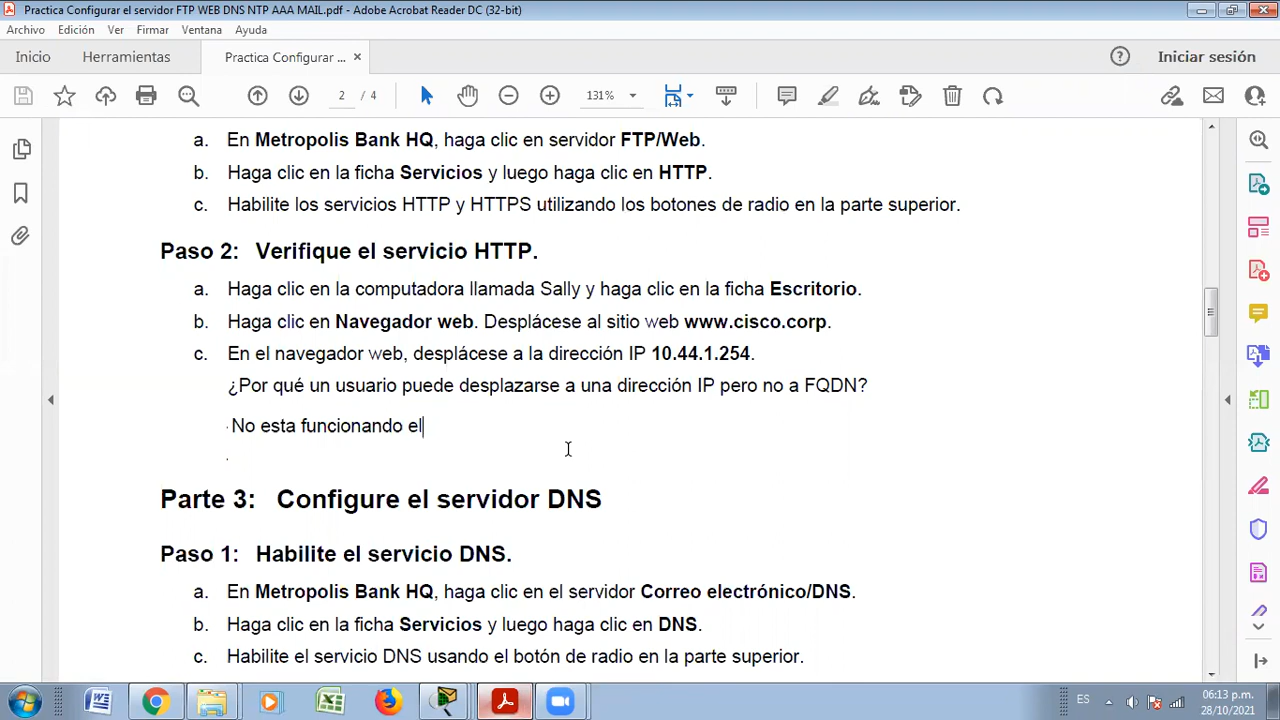 Practica Configurar el servidor FTP WEB DNS NTP AAA MAIL.pdf - Adobe Acrobat Reader DC (32-bit)
Archivo Edición Ver Firmar Ventana Ayuda
Inicio Herramientas Practica Configurar ... × Iniciar sesión
2 / 4 131%
a. En Metropolis Bank HQ, haga clic en servidor FTP/Web.
b. Haga clic en la ficha Servicios y luego haga clic en HTTP.
c. Habilite los servicios HTTP y HTTPS utilizando los botones de radio en la parte superior.
Paso 2: Verifique el servicio HTTP.
a. Haga clic en la computadora llamada Sally y haga clic en la ficha Escritorio.
b. Haga clic en Navegador web. Desplácese al sitio web www.cisco.corp.
c. En el navegador web, desplácese a la dirección IP 10.44.1.254.
¿Por qué un usuario puede desplazarse a una dirección IP pero no a FQDN?
No esta funcionando el
Parte 3: Configure el servidor DNS
Paso 1: Habilite el servicio DNS.
a. En Metropolis Bank HQ, haga clic en el servidor Correo electrónico/DNS.
b. Haga clic en la ficha Servicios y luego haga clic en DNS.
c. Habilite el servicio DNS usando el botón de radio en la parte superior.
ES 06:13 p.m.
28/10/2021